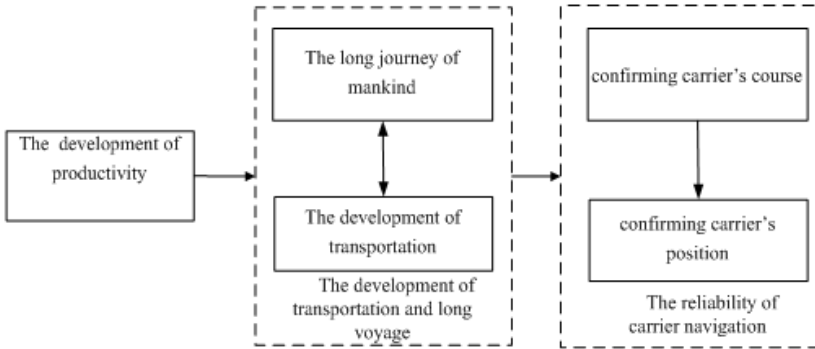 The development of
productivity
The long journey of
mankind
The development of
transportation
The development of
transportation and long
voyage
confirming carrier's course
confirming carrier's
position
The reliability of
carrier navigation